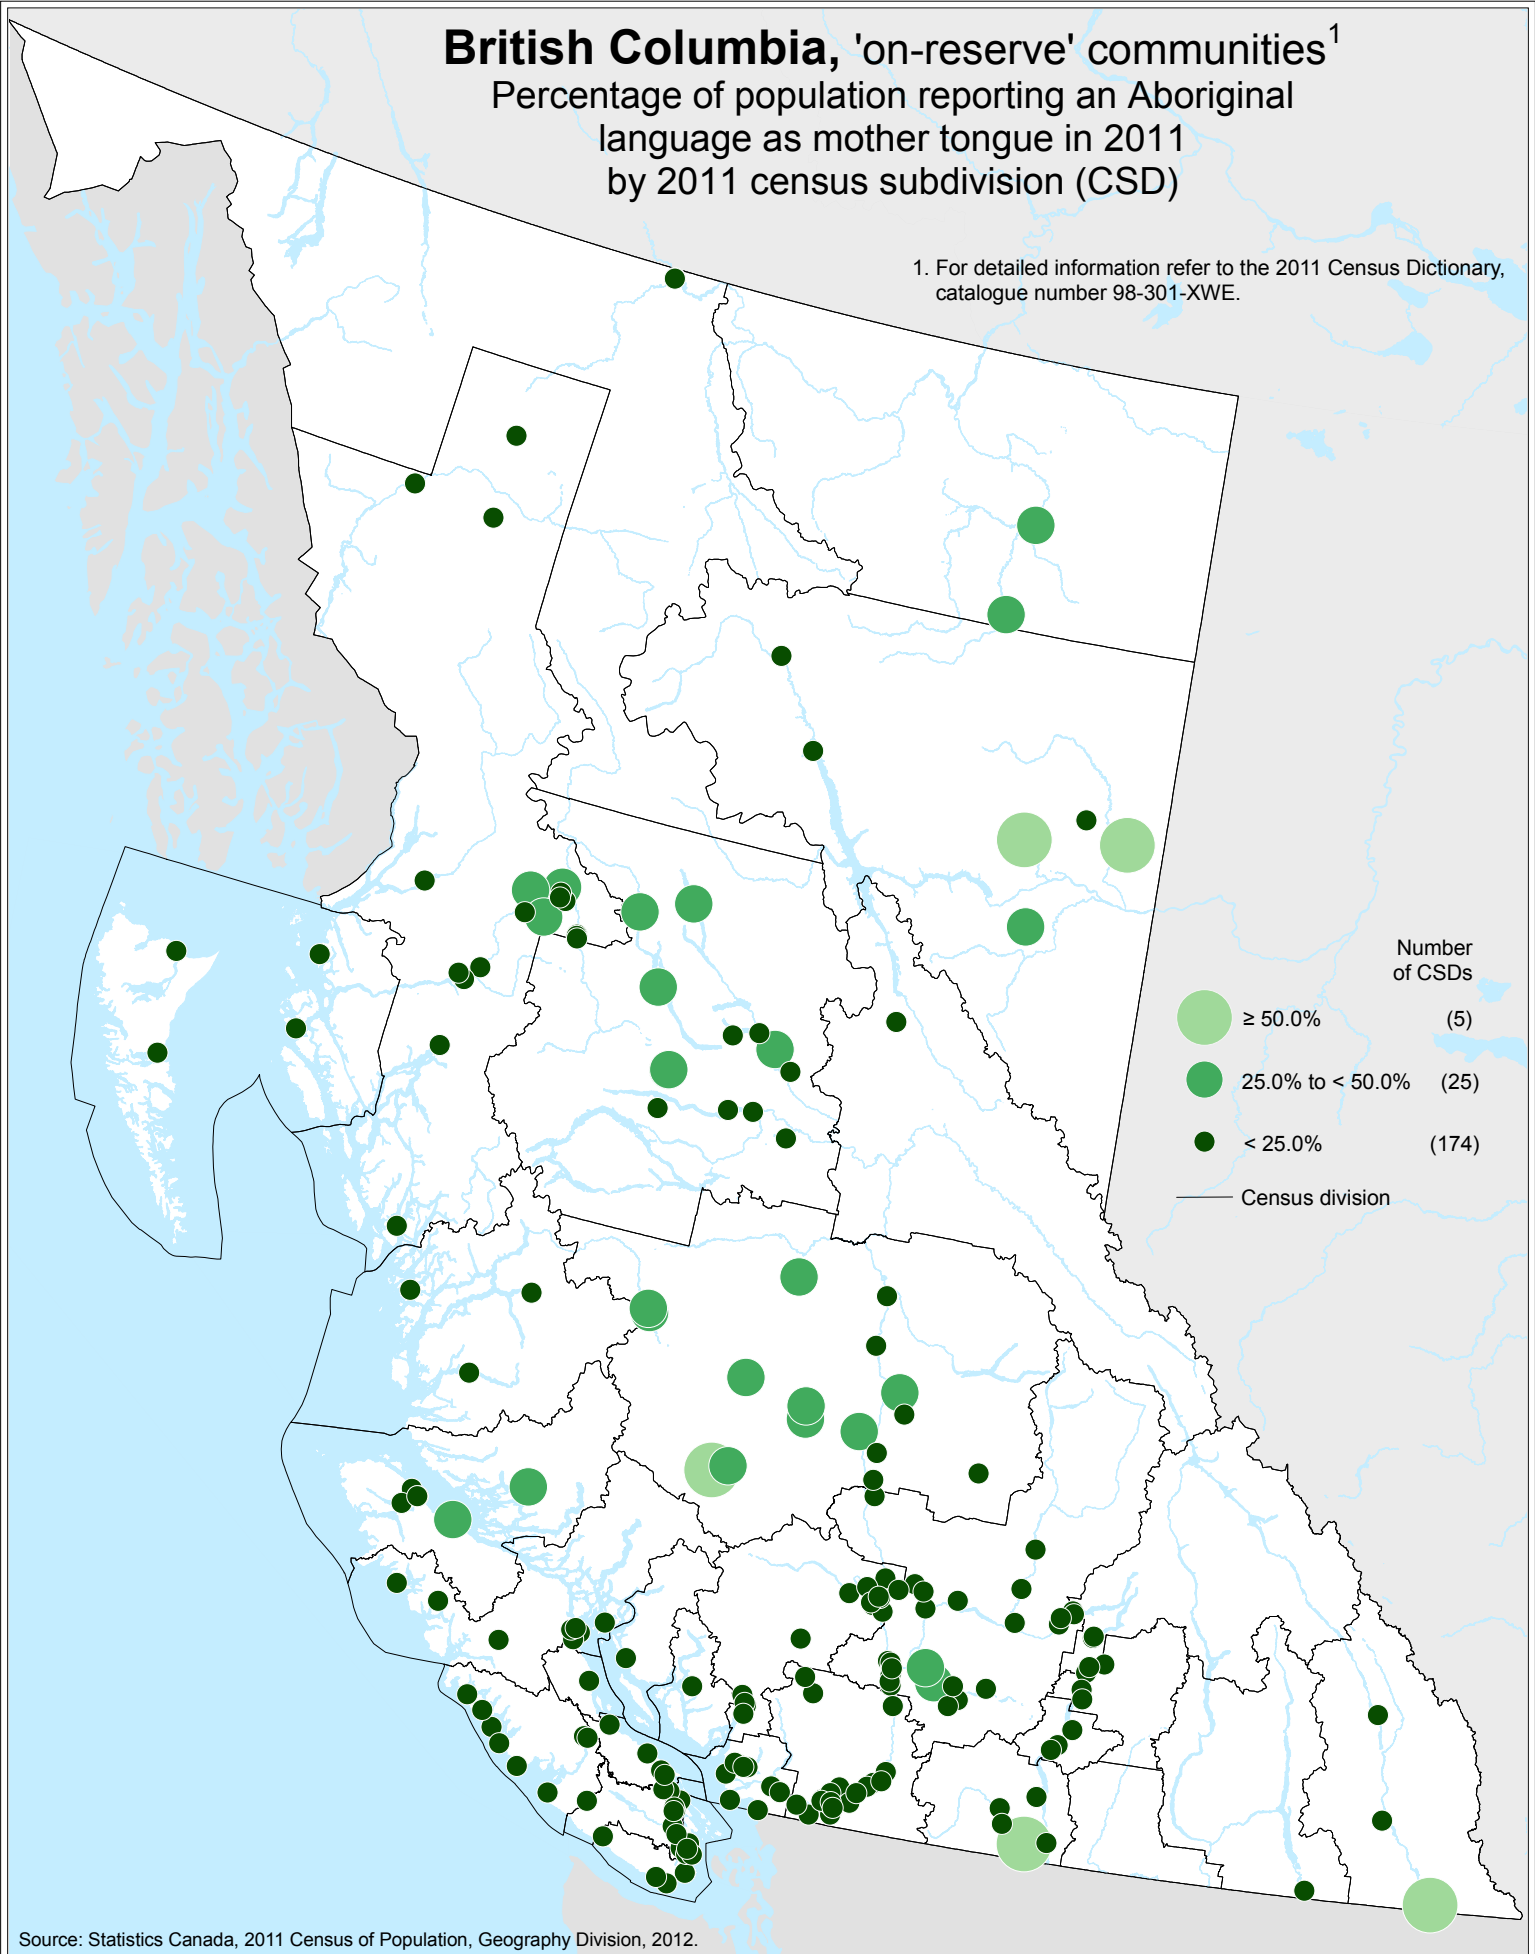 British Columbia, 'on-reserve' communities1
Percentage of population reporting an Aboriginal
language as mother tongue in 2011
by 2011 census subdivision (CSD)
1. For detailed information refer to the 2011 Census Dictionary,
catalogue number 98-301-XWE.
Number
of CSDs
≥ 50.0% (5)
25.0% to < 50.0% (25)
< 25.0% (174)
Census division
Source: Statistics Canada, 2011 Census of Population, Geography Division, 2012.